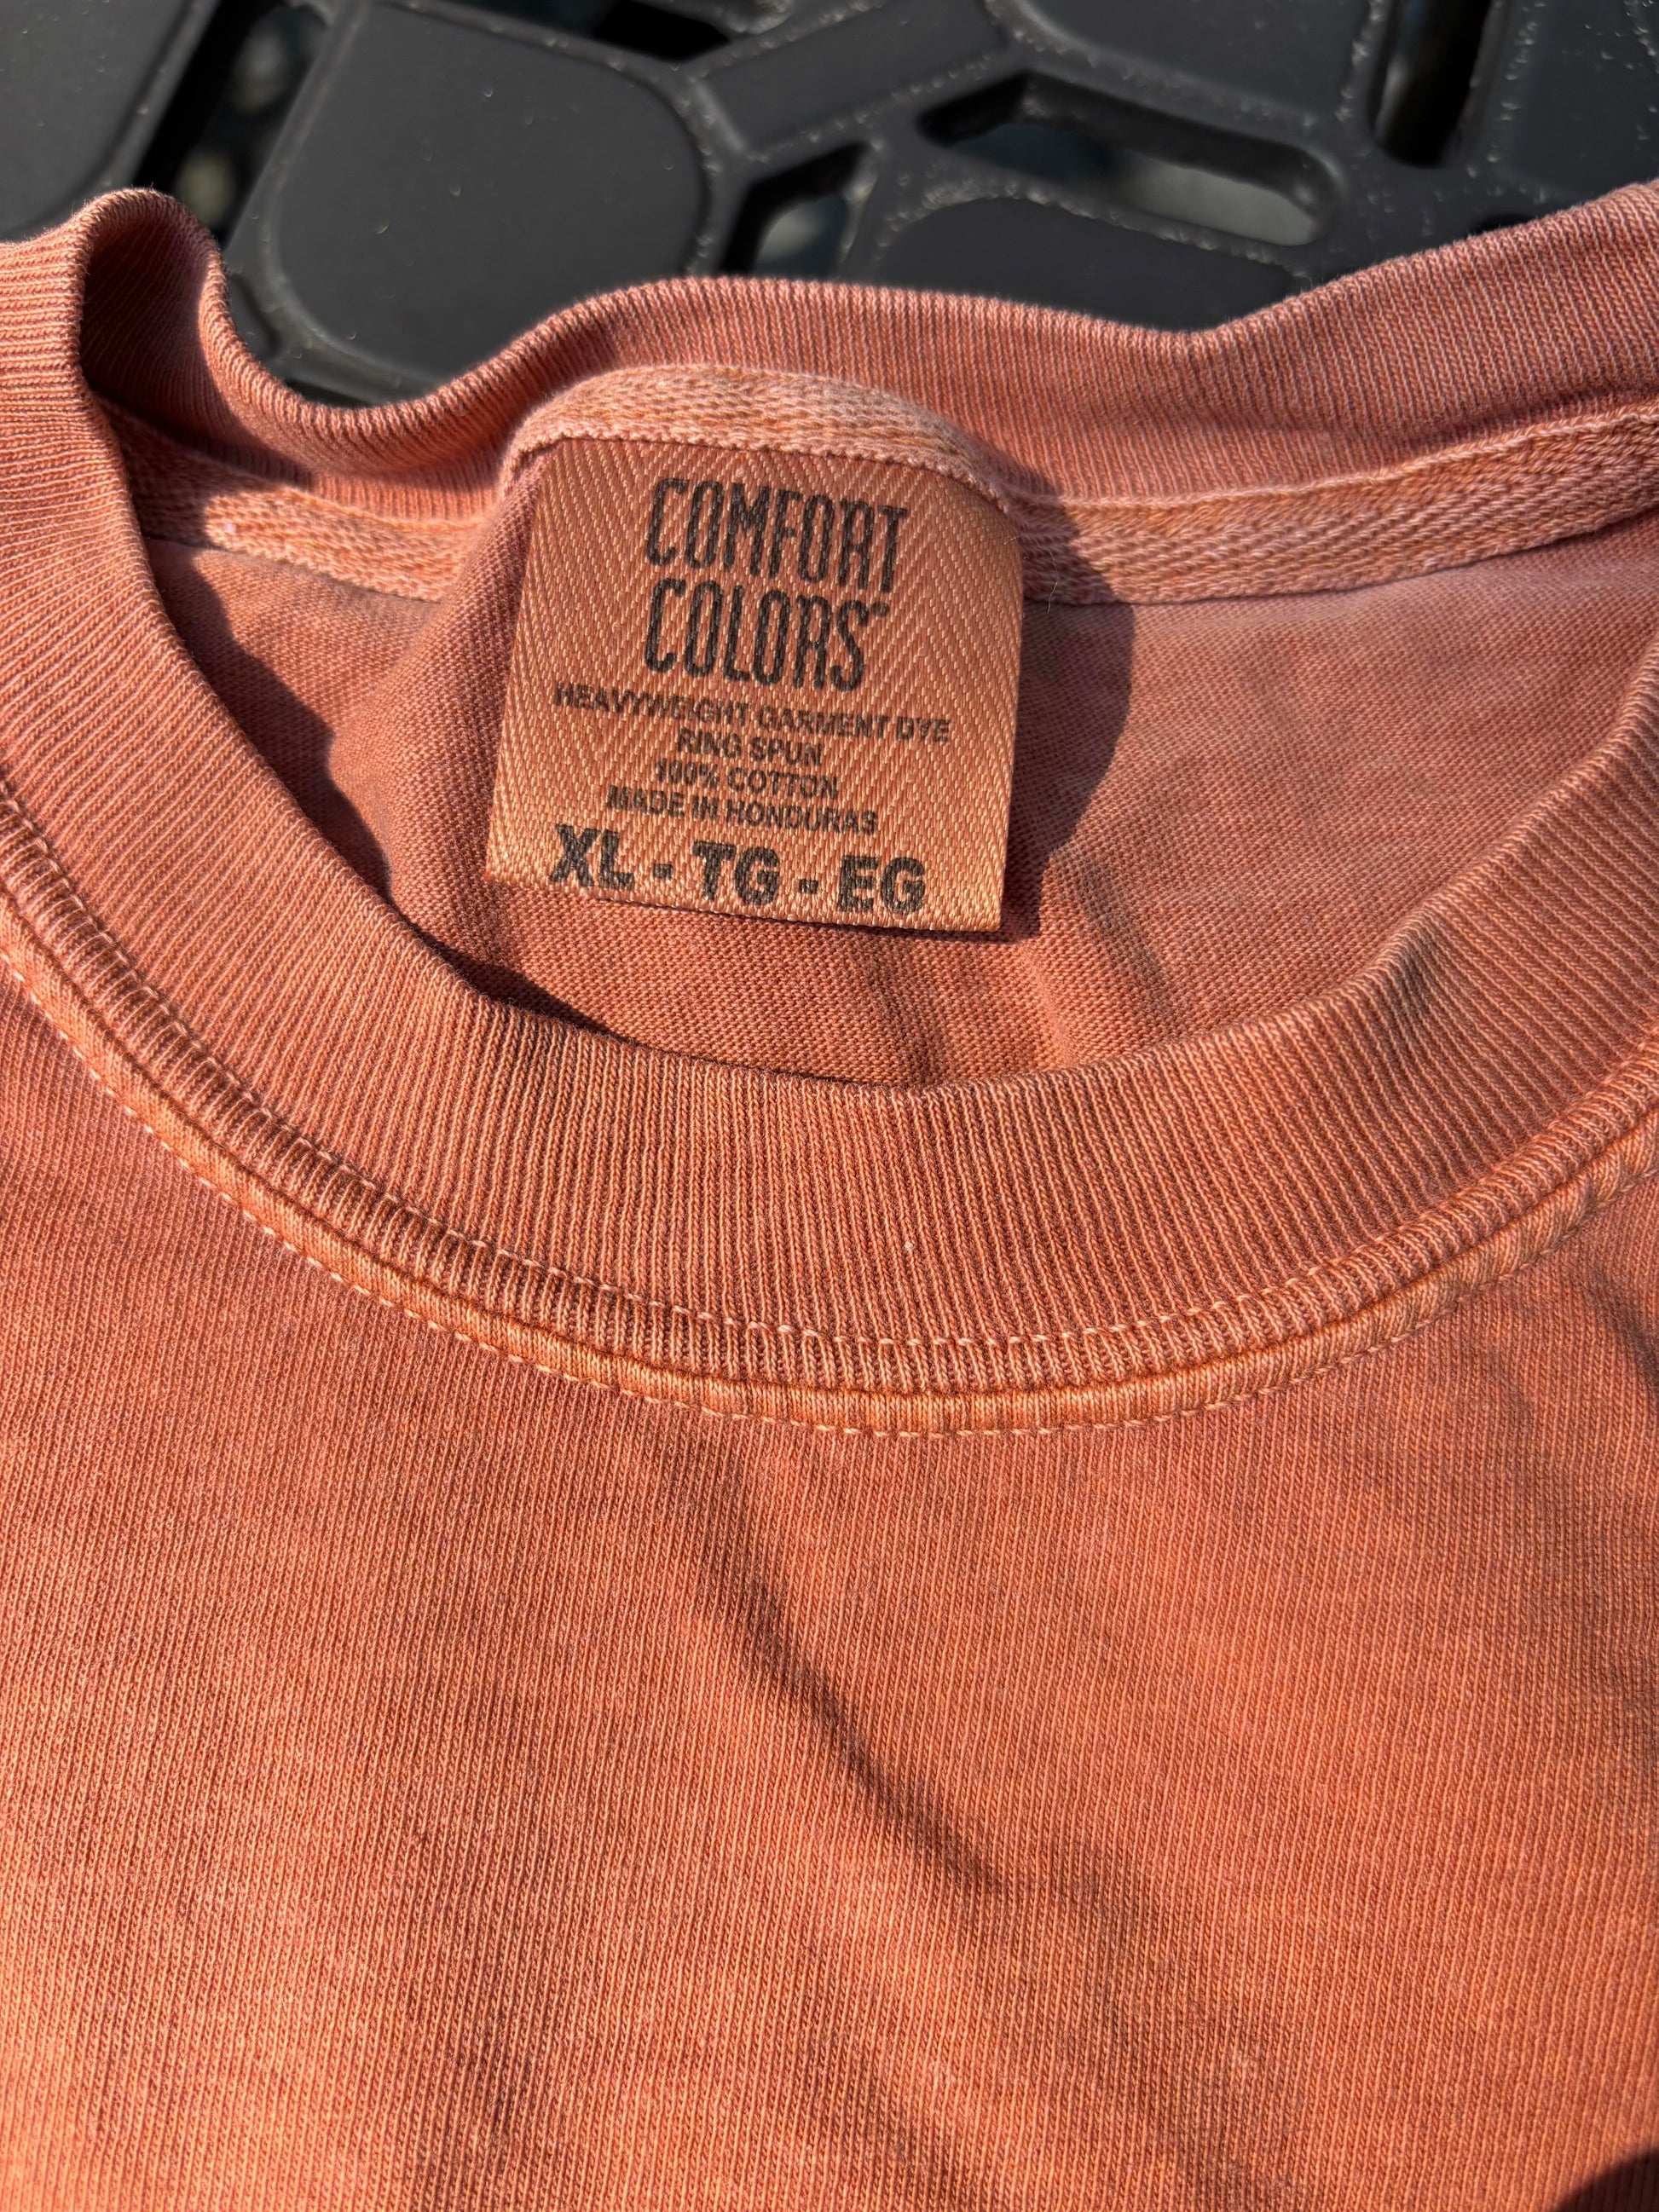 COMFORT
COLORS®
HEAVYWEIGHT GARMENT DYE
RING SPUN
100% COTTON
MADE IN HONDURAS
XL - TG - EG